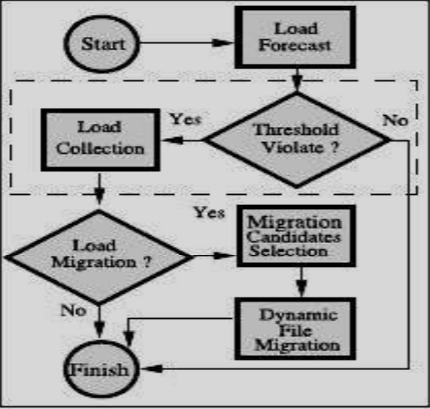 Start
Load
Forecast
Threshold
Violate ?
Yes
No
Load
Collection
Load
Migration ?
Yes
No
Migration
Candidates
Selection
Dynamic
File
Migration
Finish